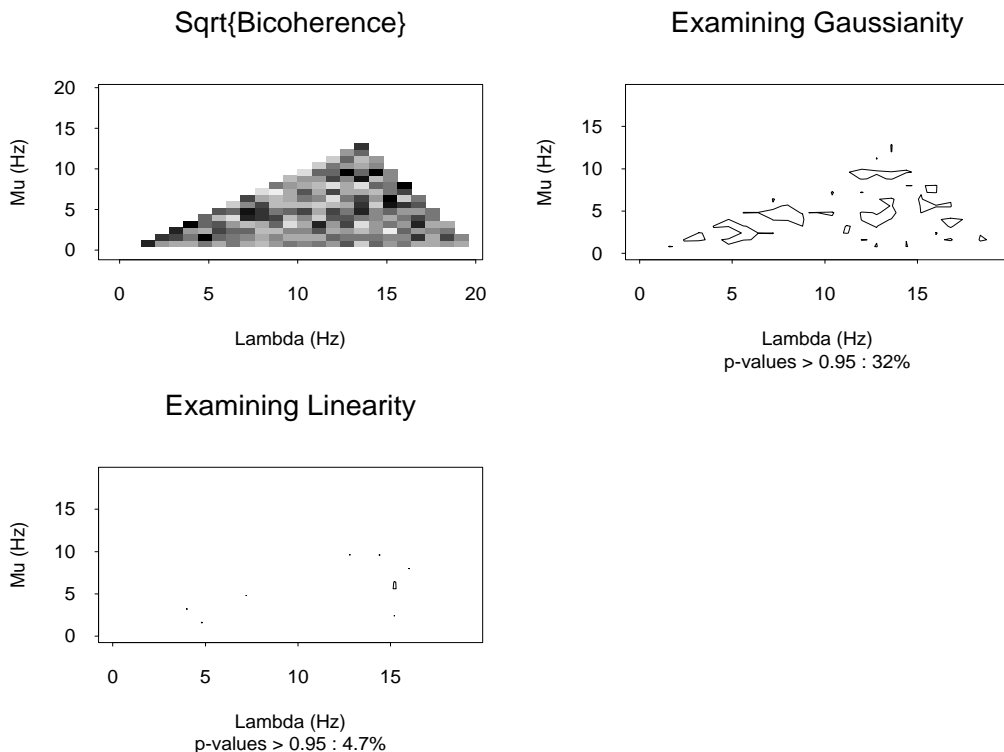 Sqrt{Bicoherence}
Mu (Hz)
20
15
10
5
0
0 5 10 15 20
Lambda (Hz)
Examining Gaussianity
Mu (Hz)
15
10
5
0
0 5 10 15
Lambda (Hz)
p-values > 0.95 : 32%
Examining Linearity
Mu (Hz)
15
10
5
0
0 5 10 15
Lambda (Hz)
p-values > 0.95 : 4.7%